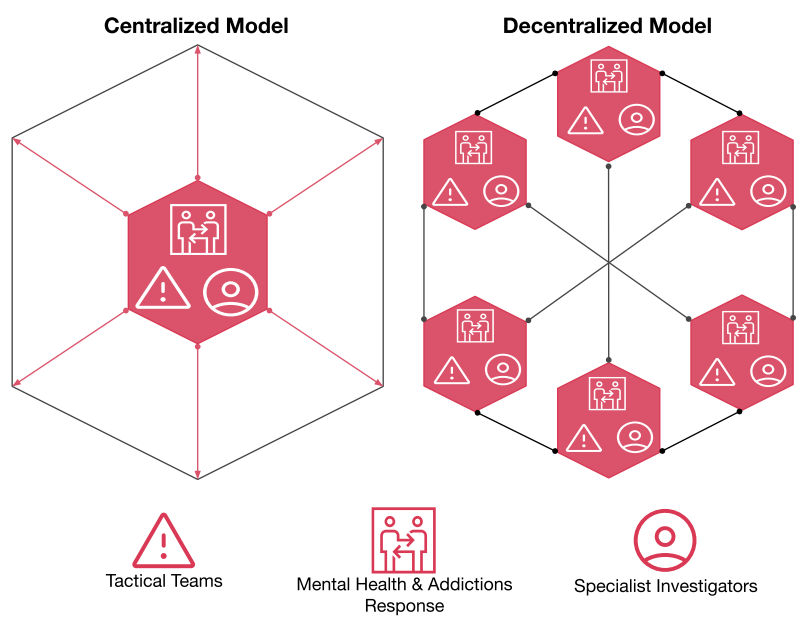 Centralized Model
Decentralized Model
Tactical Teams
Mental Health & Addictions
Response
Specialist Investigators